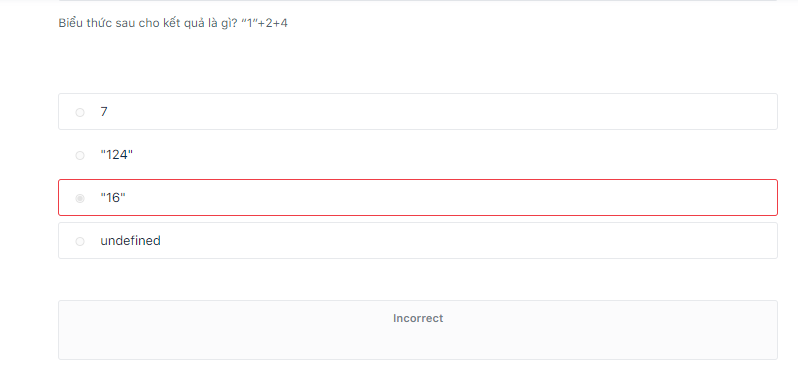 Biểu thức sau cho kết quả là gì? “1”+2+4
7
"124"
"16"
undefined
Incorrect